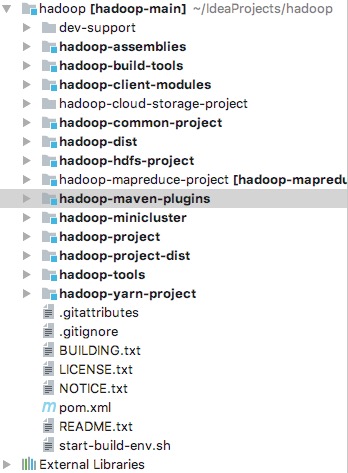 hadoop [hadoop-main] ~/IdeaProjects/hadoop
dev-support
hadoop-assemblies
hadoop-build-tools
hadoop-client-modules
hadoop-cloud-storage-project
hadoop-common-project
hadoop-dist
hadoop-hdfs-project
hadoop-mapreduce-project [hadoop-mapredu
hadoop-maven-plugins
hadoop-minicluster
hadoop-project
hadoop-project-dist
hadoop-tools
hadoop-yarn-project
.gitattributes
.gitignore
BUILDING.txt
LICENSE.txt
NOTICE.txt
m pom.xml
README.txt
start-build-env.sh
External Libraries